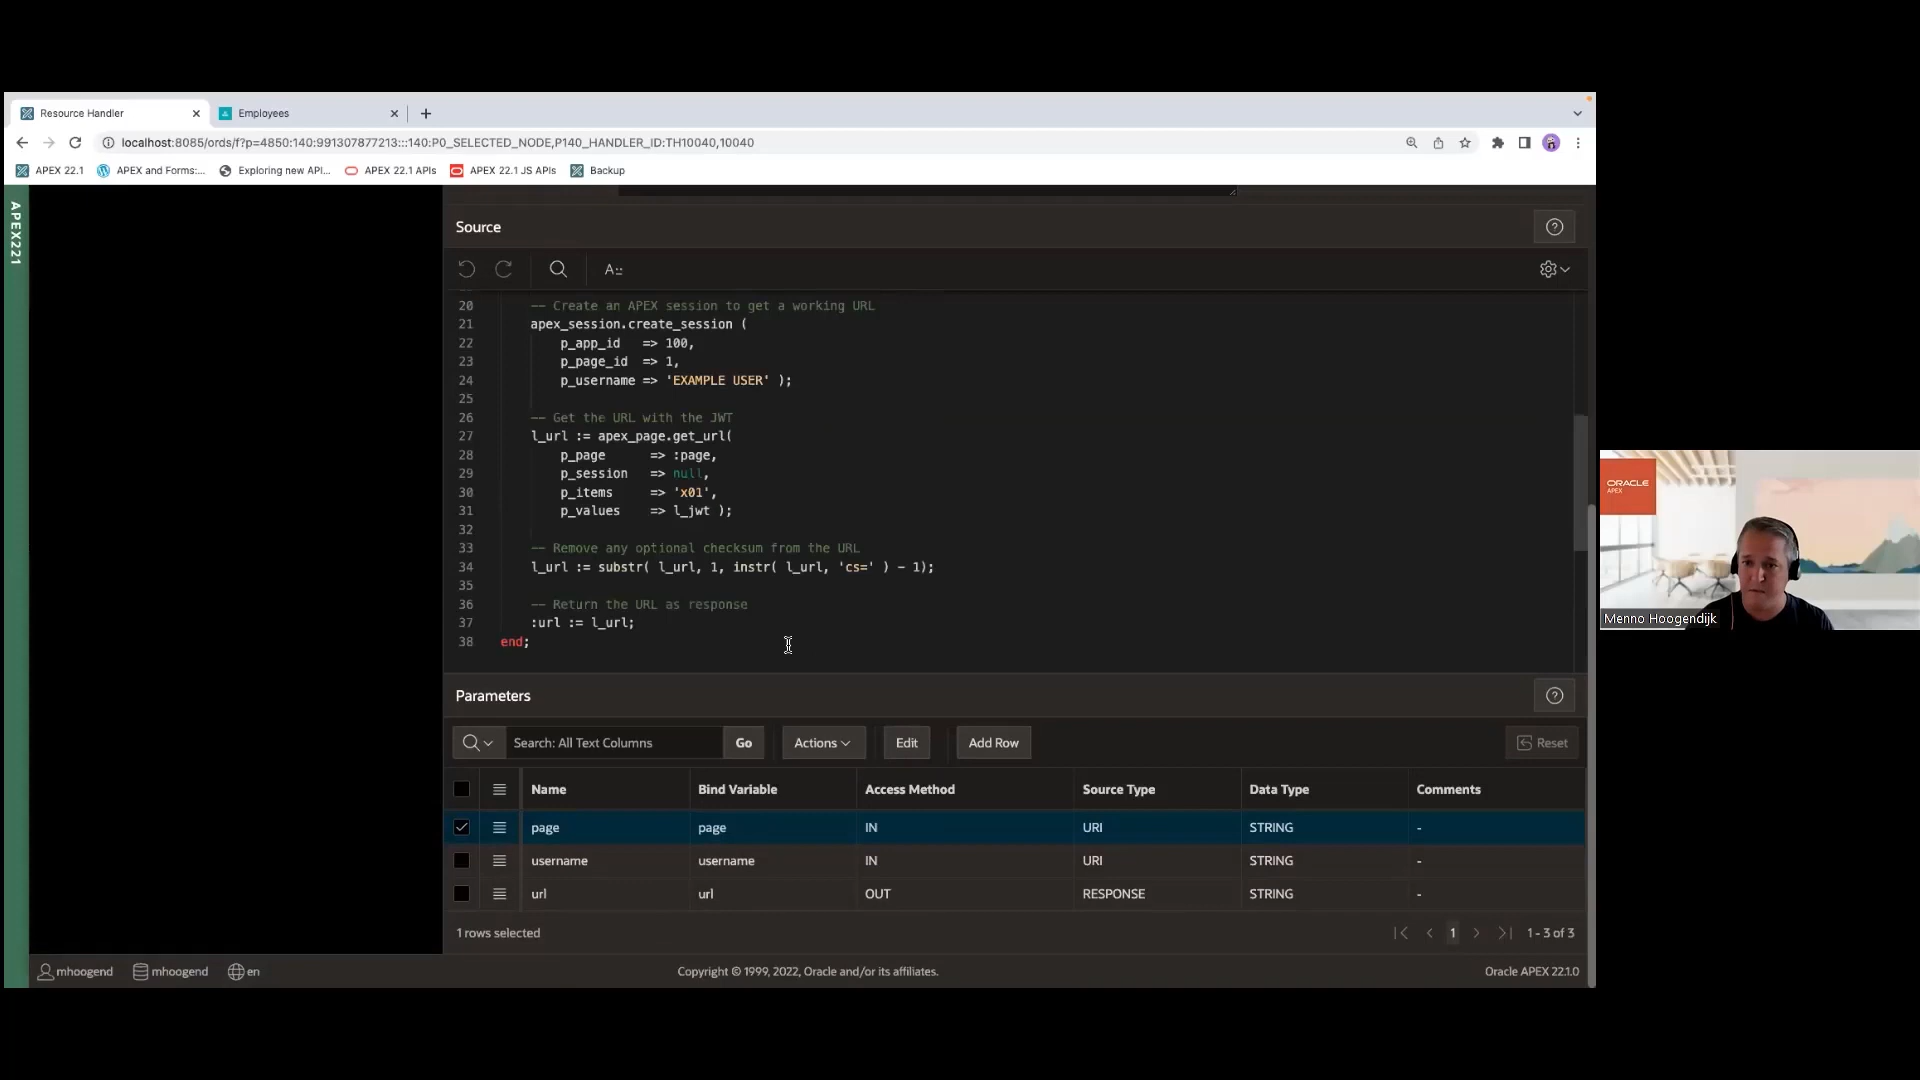 Resource Handler
Employees
localhost:8085/ords/f?p=4850:140:991307877213:::140:P0_SELECTED_NODE,P140_HANDLER_ID:TH10040,10040
APEX 22.1
APEX and Forms:...
Exploring new API...
APEX 22.1 APIs
APEX 22.1 JS APIs
Backup
APEX221
Source
A::
20 -- Create an APEX session to get a working URL
21 apex_session.create_session (
22 p_app_id => 100,
23 p_page_id => 1,
24 p_username => 'EXAMPLE USER' );
25
26 -- Get the URL with the JWT
27 l_url := apex_page.get_url(
28 p_page => :page,
29 p_session => null,
30 p_items => 'x01',
31 p_values => l_jwt );
32
33 -- Remove any optional checksum from the URL
34 l_url := substr( l_url, 1, instr( l_url, 'cs=' ) - 1);
35
36 -- Return the URL as response
37 :url := l_url;
38 end;
ORACLE
APEX
Menno Hoogendijk
Parameters
Search: All Text Columns
Go
Actions
Edit
Add Row
Reset
Name Bind Variable Access Method Source Type Data Type Comments
page page IN URI STRING -
username username IN URI STRING -
url url OUT RESPONSE STRING -
1 rows selected
1
1 - 3 of 3
mhoogend
mhoogend
en
Copyright © 1999, 2022, Oracle and/or its affiliates.
Oracle APEX 22.1.0